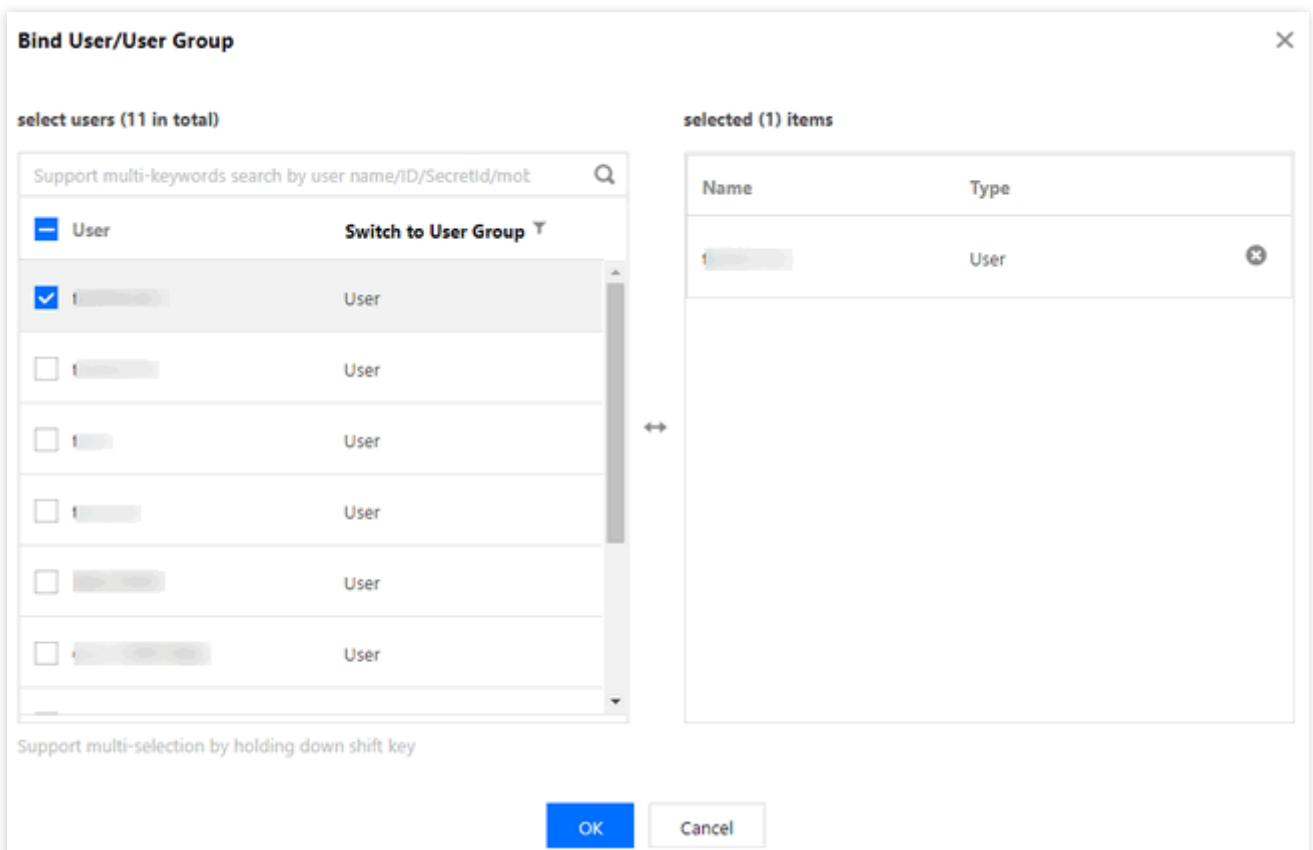 Bind User/User Group
select users (11 in total)
selected (1) items
Support multi-keywords search by user name/ID/SecretId/mob
User Switch to User Group
Name Type
User
User
User
User
User
User
User
Support multi-selection by holding down shift key
OK Cancel